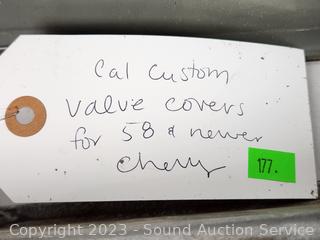 Cal Custom
valve covers
for 58 & newer
chevy
177.
Copyright 2023 - Sound Auction Service